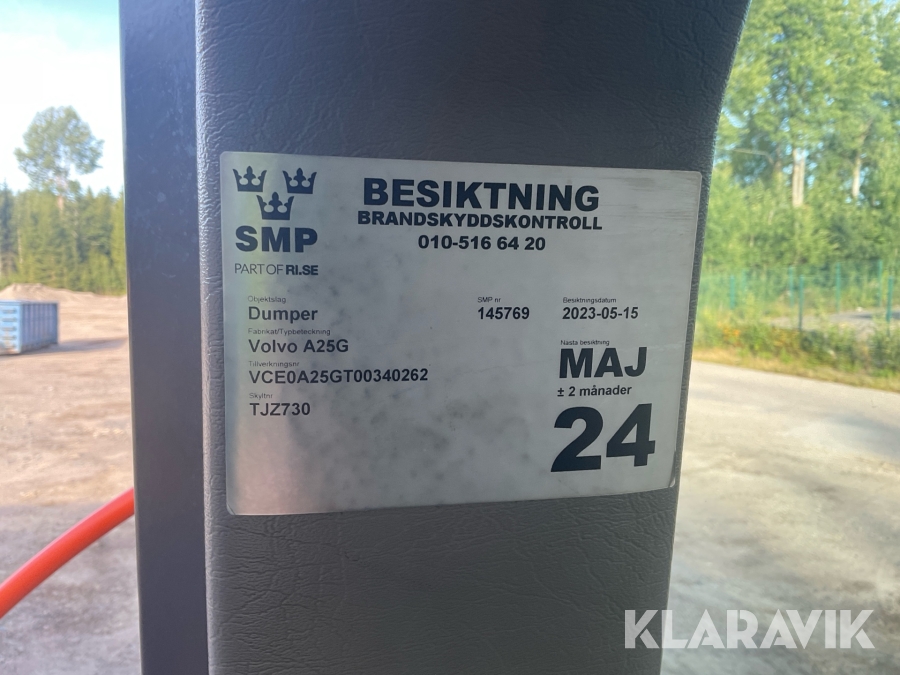 SMP
PART OF RI.SE
BESIKTNING
BRANDSKYDDSKONTROLL
010-516 64 20
Objektslag
Dumper
SMP nr
145769
Besiktningsdatum
2023-05-15
Fabrikat/Typbeteckning
Volvo A25G
Tillverkningsnr
VCE0A25GT00340262
Skyltnr
TJZ730
Nästa besiktning
MAJ
± 2 månader
24
KLARAVIK